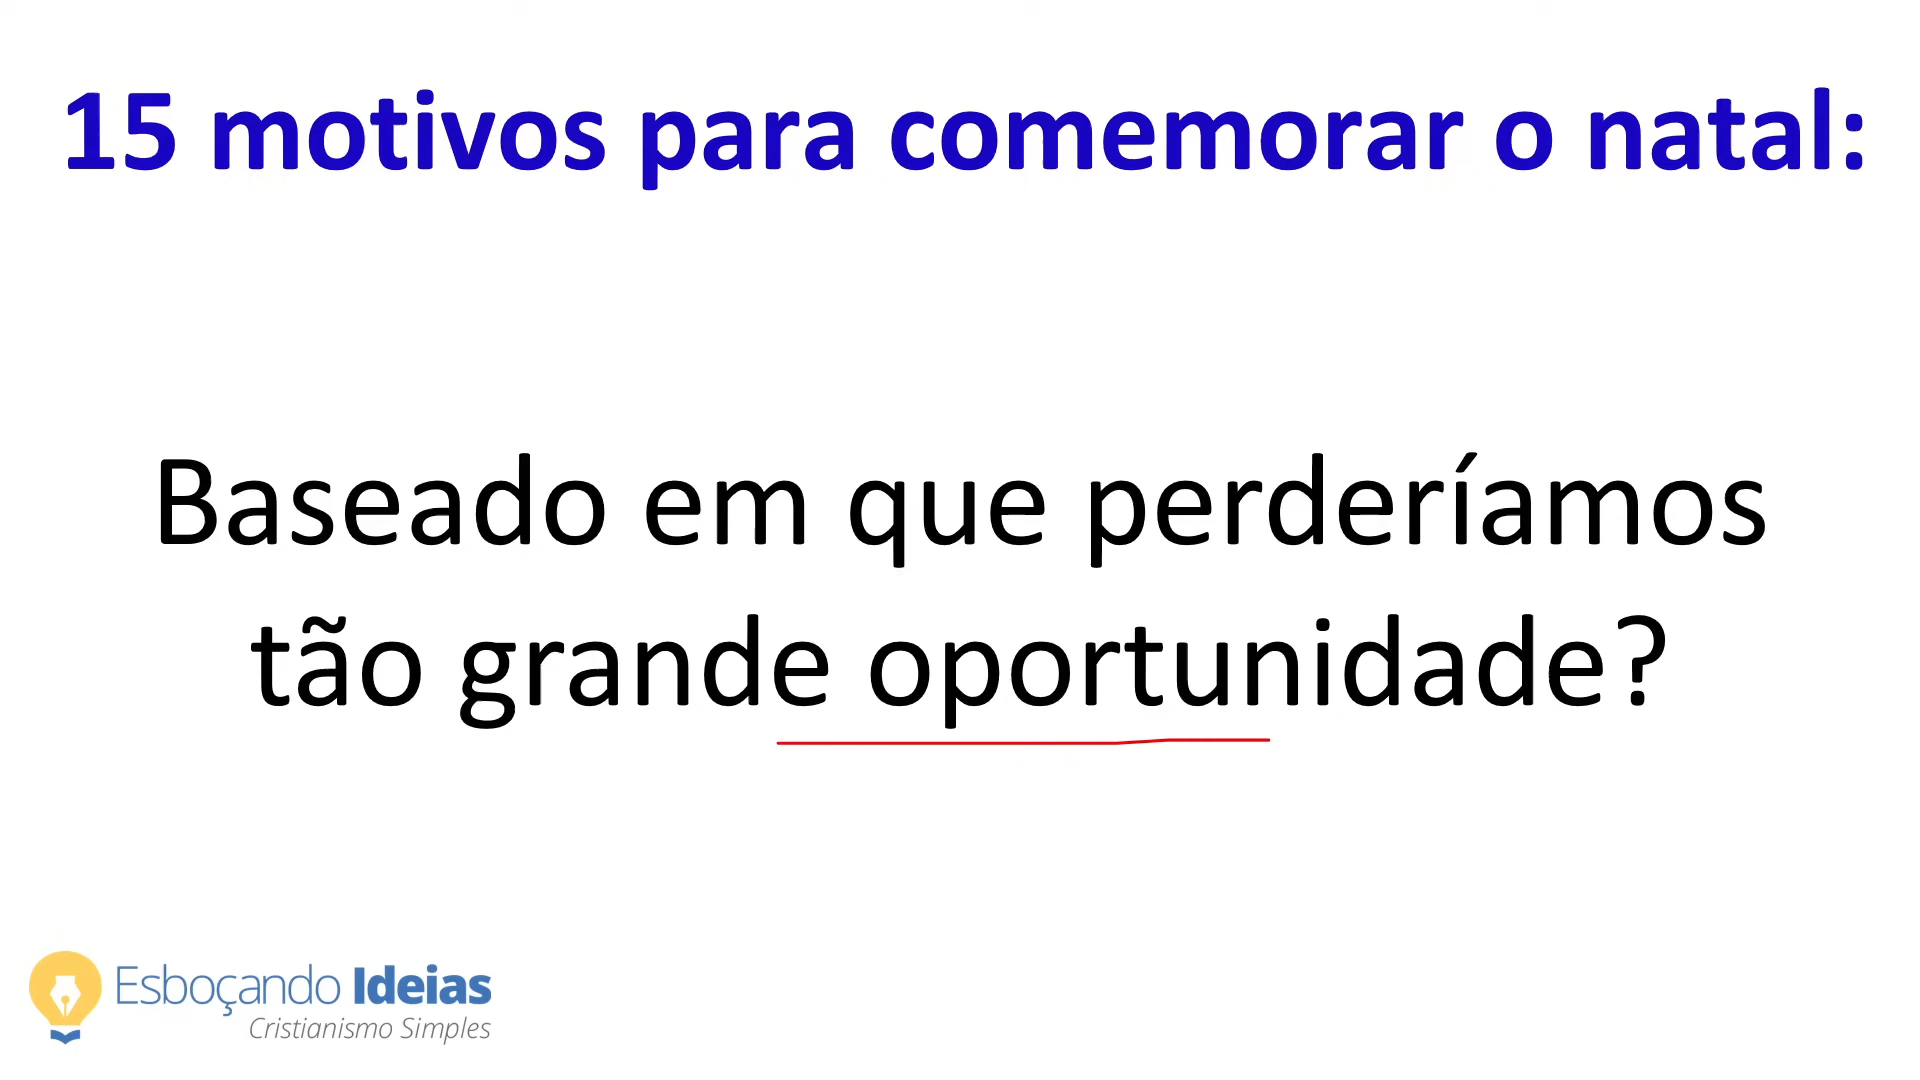 15 motivos para comemorar o natal:
Baseado em que perderíamos
tão grande oportunidade?
Esboçando Ideias
Cristianismo Simples